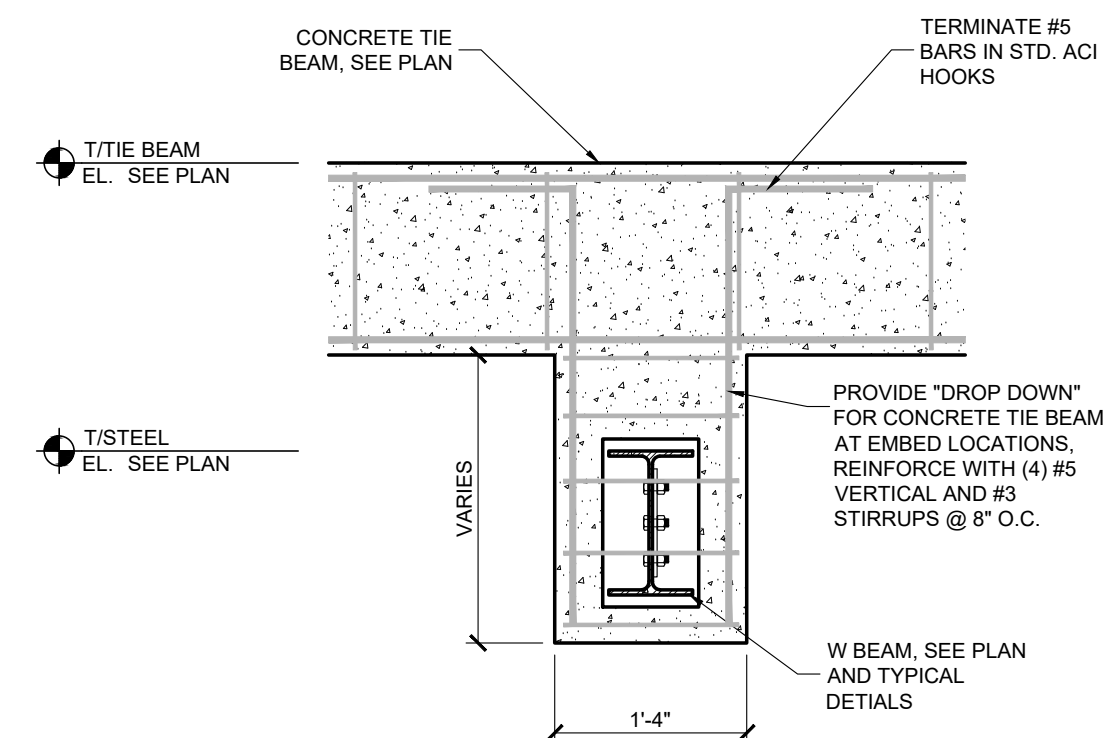 CONCRETE TIE
BEAM, SEE PLAN
TERMINATE #5
BARS IN STD. ACI
HOOKS
T/TIE BEAM
EL. SEE PLAN
T/STEEL
EL. SEE PLAN
VARIES
PROVIDE "DROP DOWN"
FOR CONCRETE TIE BEAM
AT EMBED LOCATIONS,
REINFORCE WITH (4) #5
VERTICAL AND #3
STIRRUPS @ 8" O.C.
W BEAM, SEE PLAN
AND TYPICAL
DETIALS
1'-4"